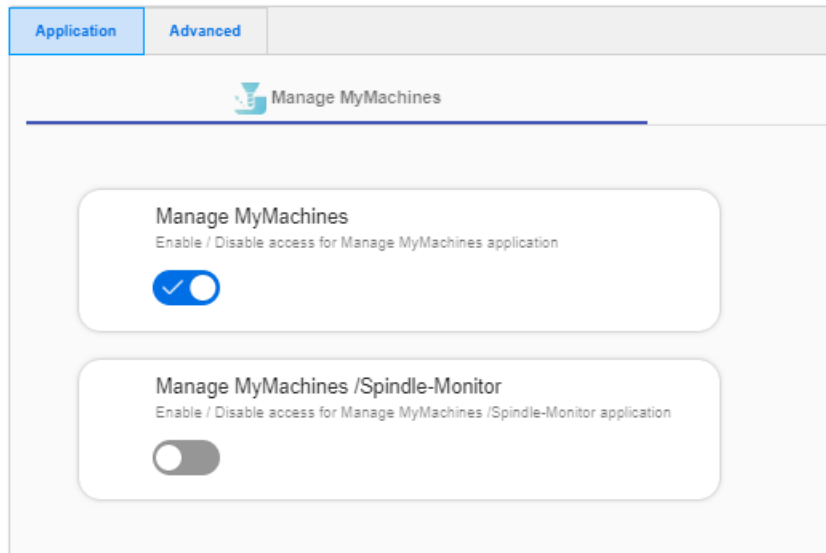 Application Advanced
Manage MyMachines
Manage MyMachines
Enable / Disable access for Manage MyMachines application
Manage MyMachines /Spindle-Monitor
Enable / Disable access for Manage MyMachines /Spindle-Monitor application